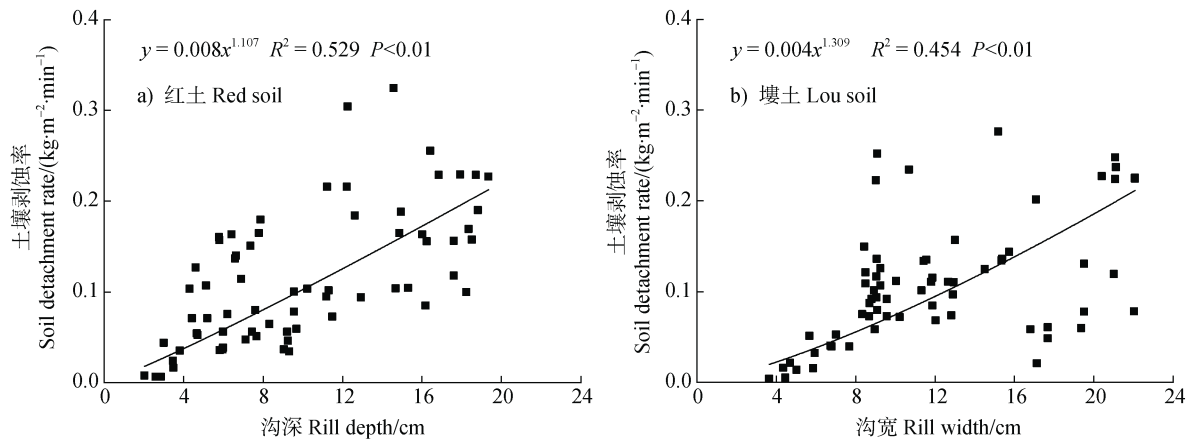 0.4
0.3
0.2
0.1
0.0
土壤剥蚀率
Soil detachment rate/(kg·m⁻²·min⁻¹)
y = 0.008x¹·¹⁰⁷ R² = 0.529 P<0.01
a) 红土 Red soil
0 4 8 12 16 20 24
沟深 Rill depth/cm
0.4
0.3
0.2
0.1
0.0
土壤剥蚀率
Soil detachment rate/(kg·m⁻²·min⁻¹)
y = 0.004x¹·³⁰⁹ R² = 0.454 P<0.01
b) 塿土 Lou soil
0 4 8 12 16 20 24
沟宽 Rill width/cm